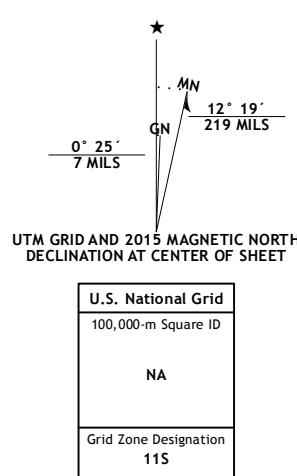 ★
MN
GN
12° 19´
219 MILS
0° 25´
7 MILS
UTM GRID AND 2015 MAGNETIC NORTH
DECLINATION AT CENTER OF SHEET
U.S. National Grid
100,000-m Square ID
NA
Grid Zone Designation
11S